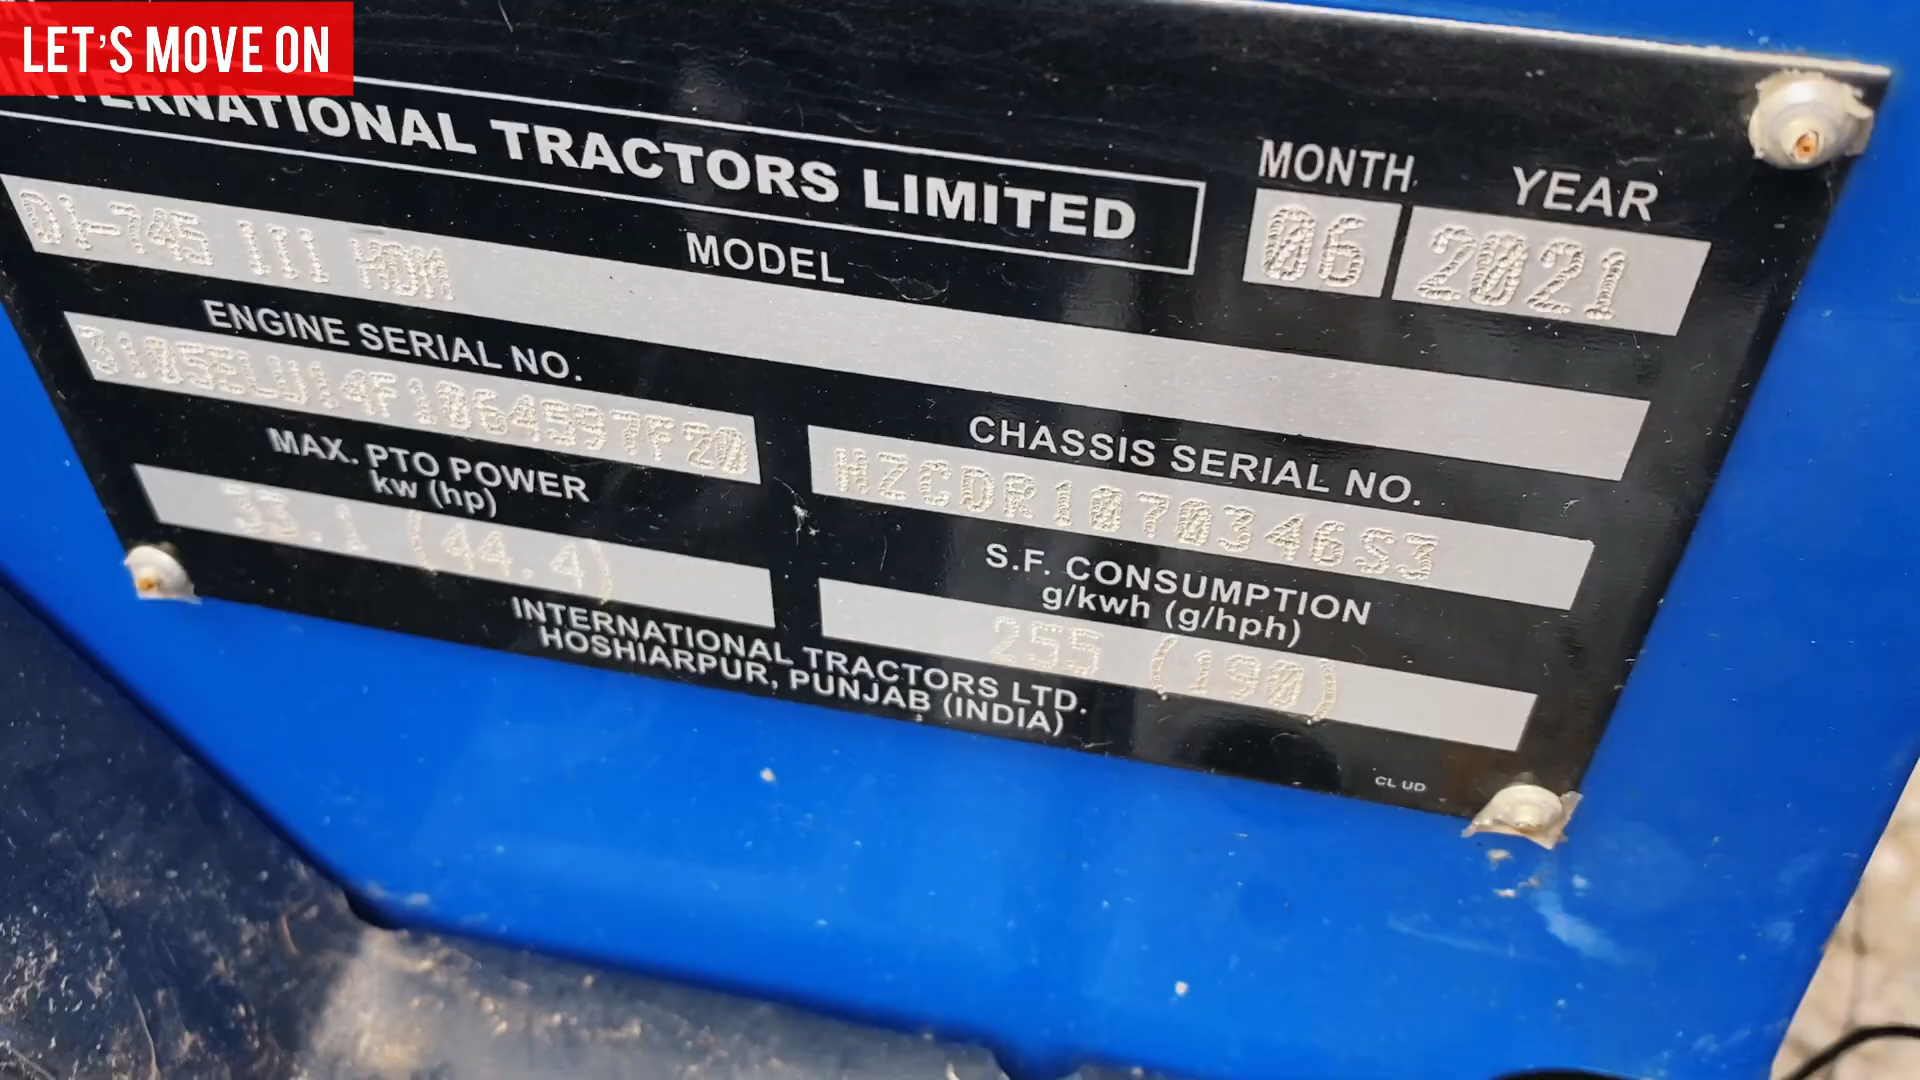 LET'S MOVE ON
INTERNATIONAL TRACTORS LIMITED
MONTH YEAR
06 2021
MODEL
DI-745 III HDM
ENGINE SERIAL NO.
3105ELU14F1064597F20
CHASSIS SERIAL NO.
HZCDR1070346S3
MAX. PTO POWER
kw (hp)
33.1 (44.4)
S.F. CONSUMPTION
g/kwh (g/hph)
255 (190)
INTERNATIONAL TRACTORS LTD.
HOSHIARPUR, PUNJAB (INDIA)
CL UD